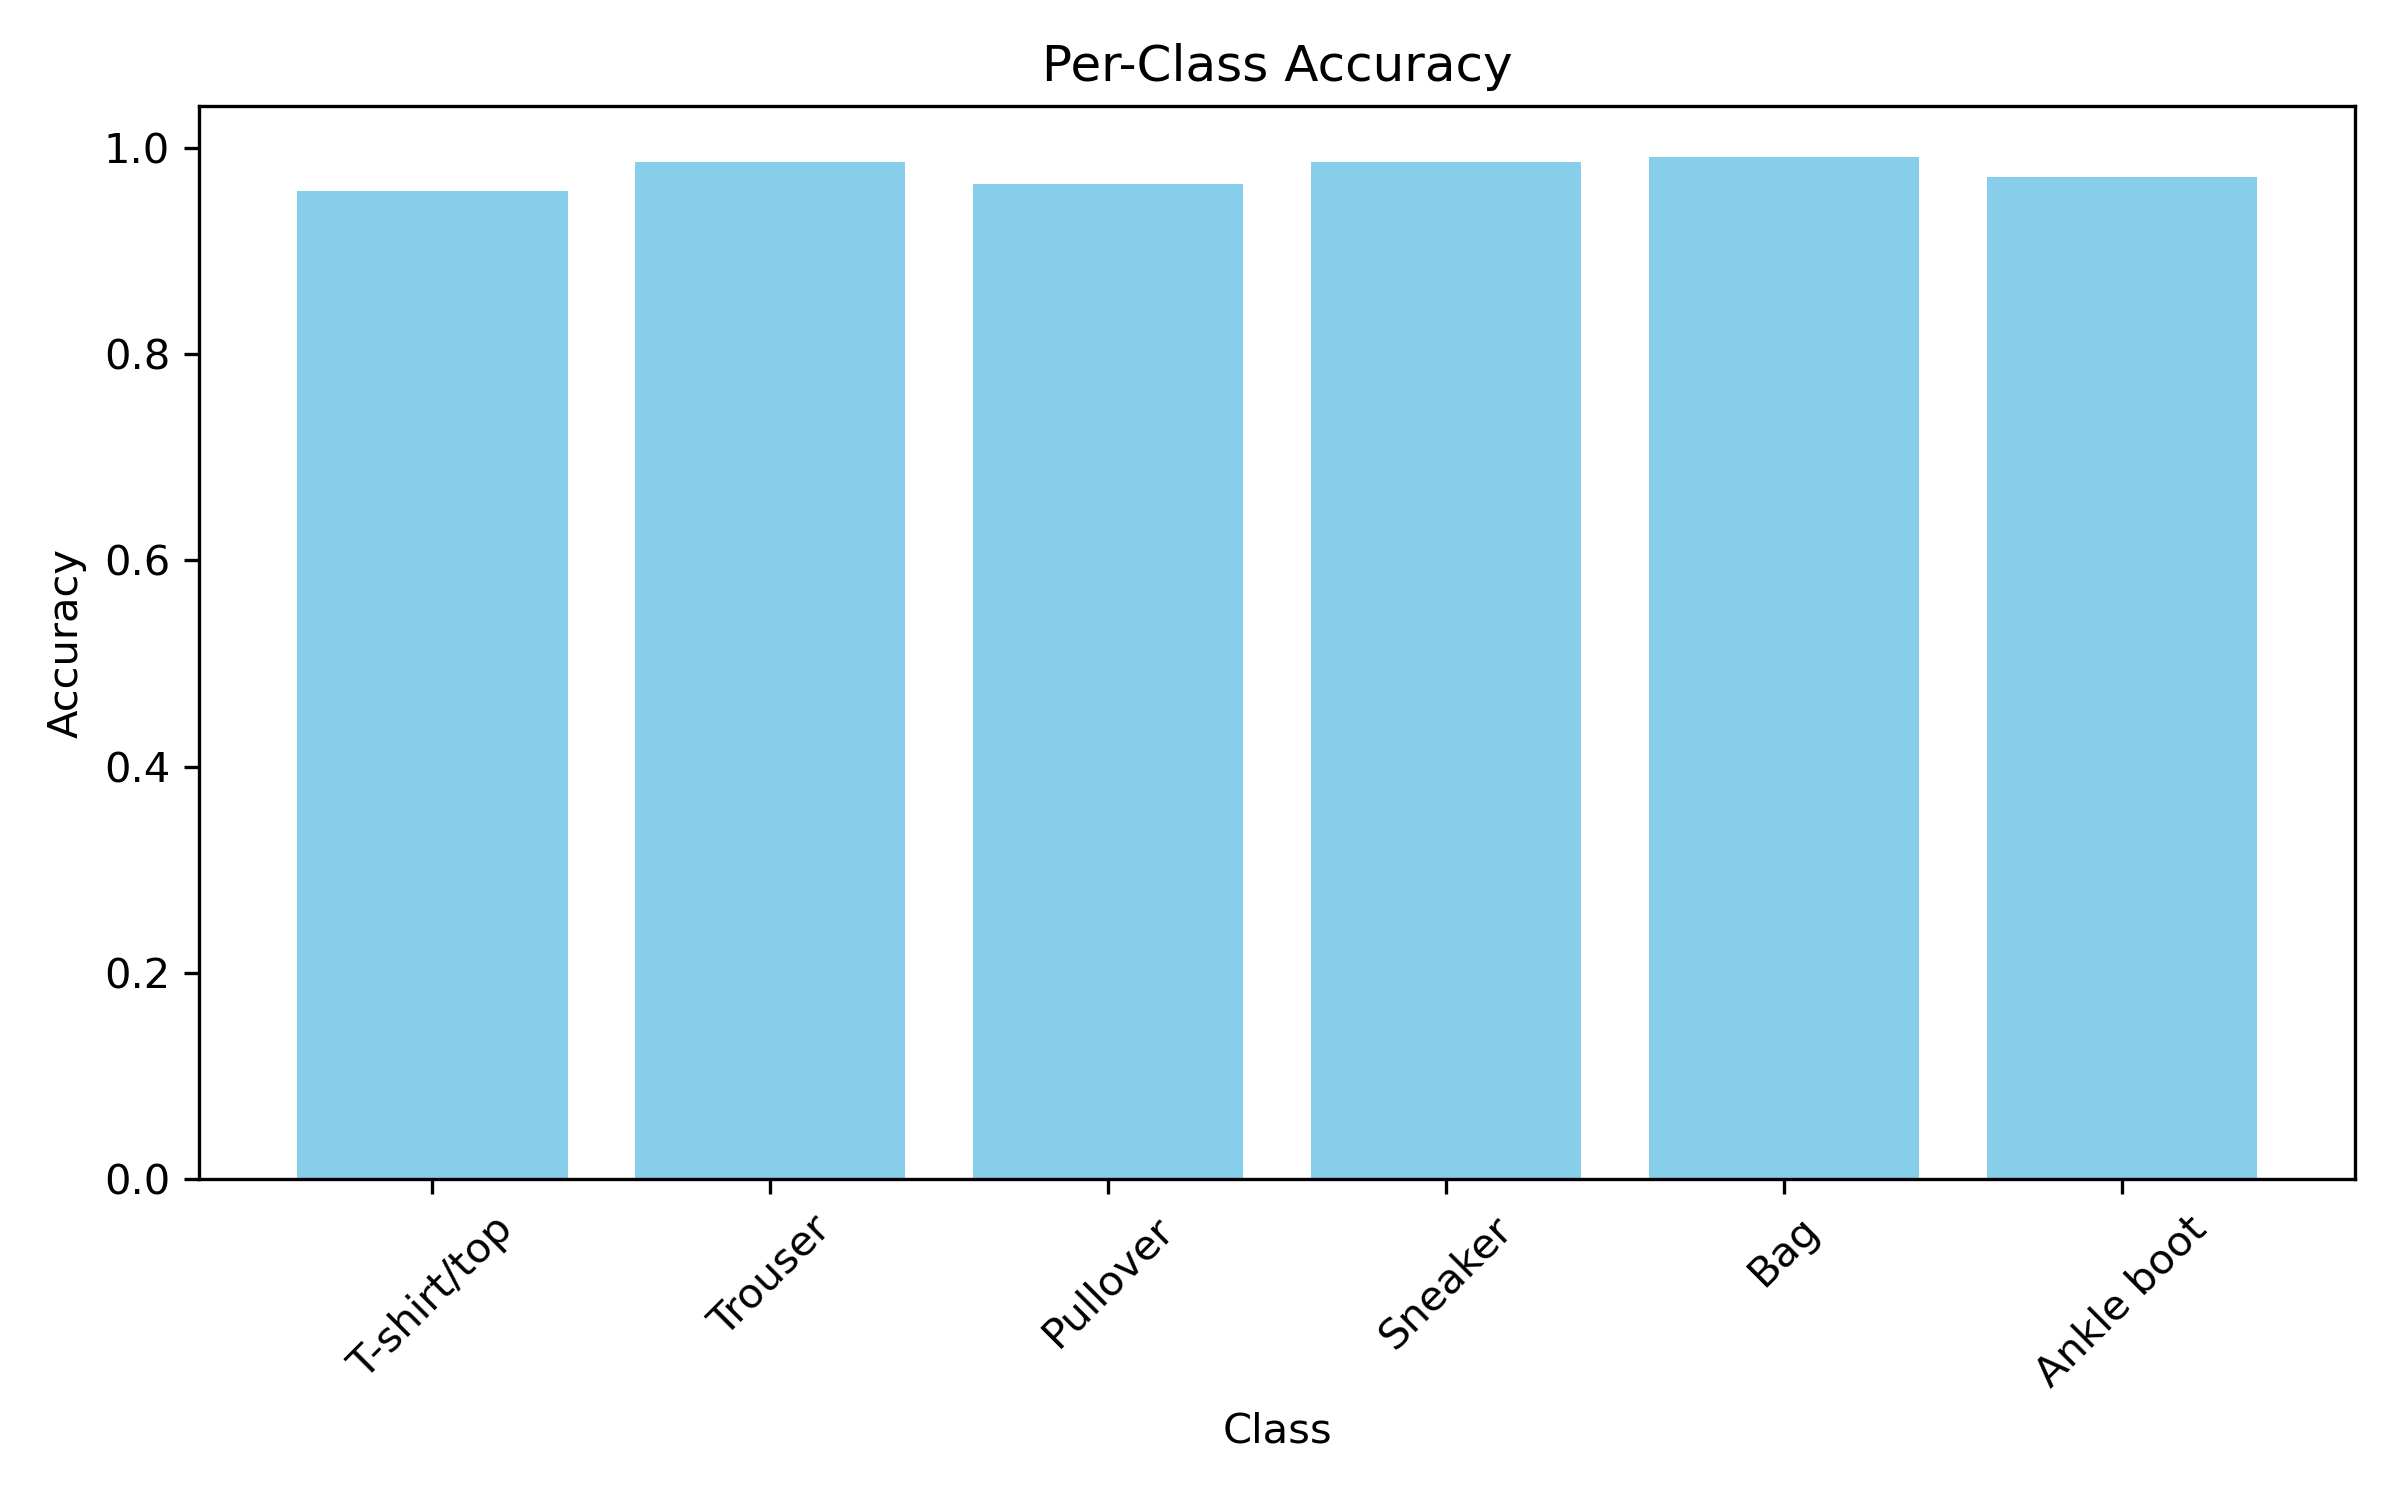 Per-Class Accuracy
Accuracy
1.0
0.8
0.6
0.4
0.2
0.0
T-shirt/top
Trouser
Pullover
Sneaker
Bag
Ankle boot
Class